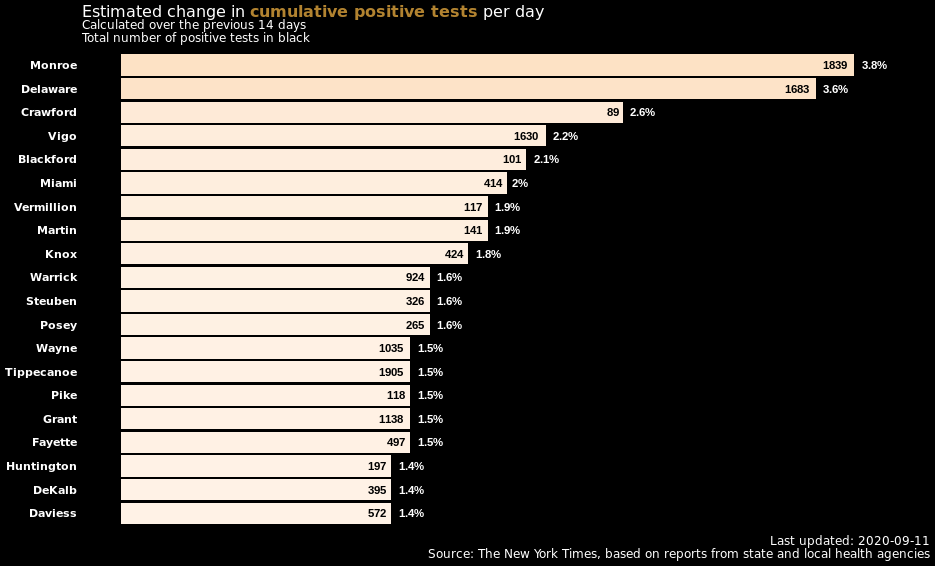 Estimated change in cumulative positive tests per day
Calculated over the previous 14 days
Total number of positive tests in black
Monroe 1839 3.8%
Delaware 1683 3.6%
Crawford 89 2.6%
Vigo 1630 2.2%
Blackford 101 2.1%
Miami 414 2%
Vermillion 117 1.9%
Martin 141 1.9%
Knox 424 1.8%
Warrick 924 1.6%
Steuben 326 1.6%
Posey 265 1.6%
Wayne 1035 1.5%
Tippecanoe 1905 1.5%
Pike 118 1.5%
Grant 1138 1.5%
Fayette 497 1.5%
Huntington 197 1.4%
DeKalb 395 1.4%
Daviess 572 1.4%
Last updated: 2020-09-11
Source: The New York Times, based on reports from state and local health agencies